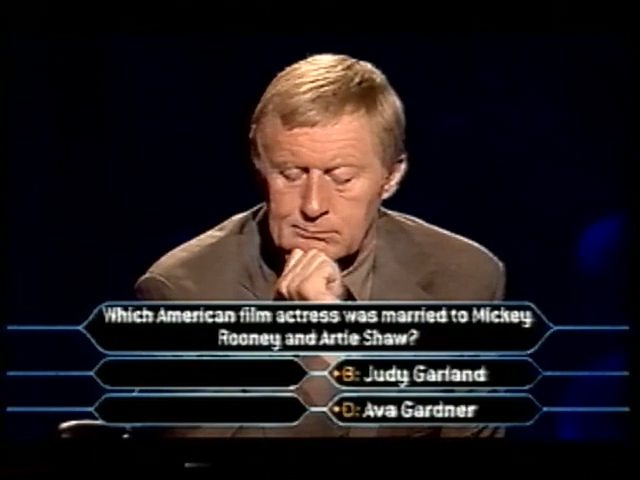 Which American film actress was married to Mickey
Rooney and Artie Shaw?
B: Judy Garland
D: Ava Gardner